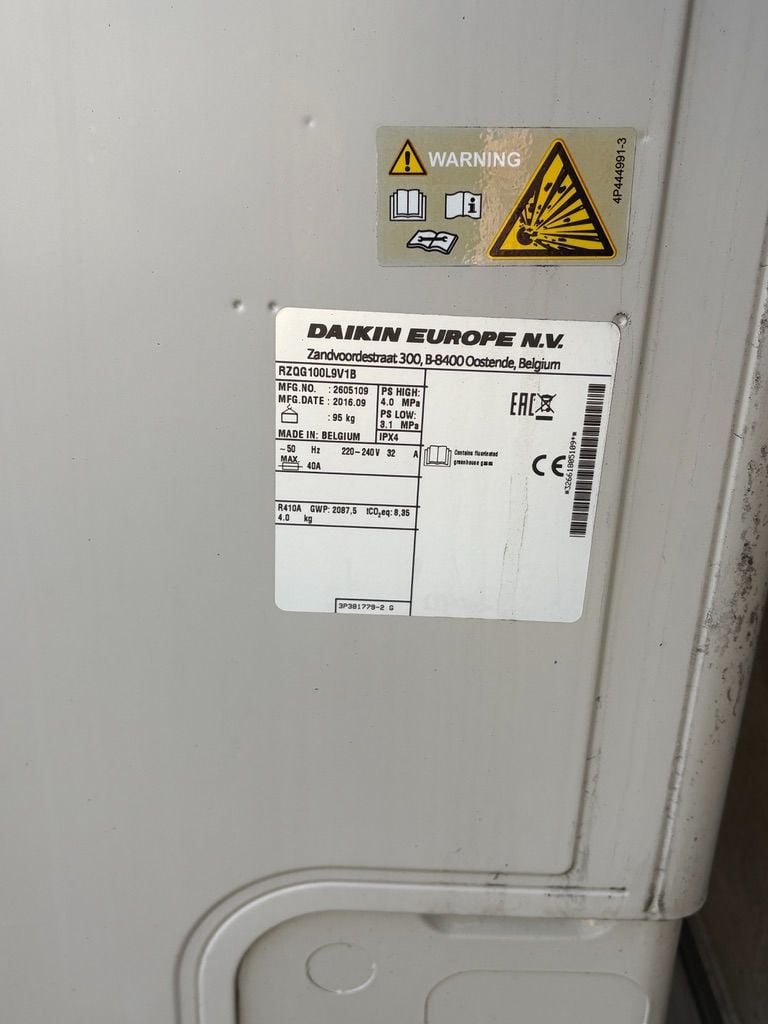 WARNING
4P444991-3
DAIKIN EUROPE N.V.
Zandvoordestraat 300, B-8400 Oostende, Belgium
RZQG100L9V1B
MFG.NO. : 2605109
MFG.DATE : 2016.09
: 95 kg
MADE IN: BELGIUM
PS HIGH:
4.0 MPa
PS LOW:
3.1 MPa
IPX4
~50 Hz 220-240 V 32 A
MAX.
40A
R410A GWP: 2087,5 tCO₂eq: 8,35
4.0 kg
3P381779-2 G
Contains fluorinated
greenhouse gases
EAC
CE
*32661805109**